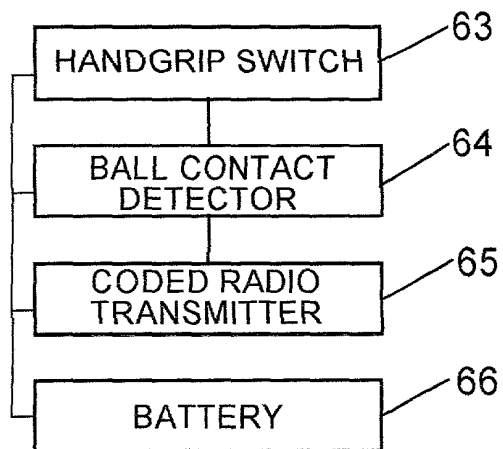 63
HANDGRIP SWITCH
64
BALL CONTACT
DETECTOR
65
CODED RADIO
TRANSMITTER
66
BATTERY